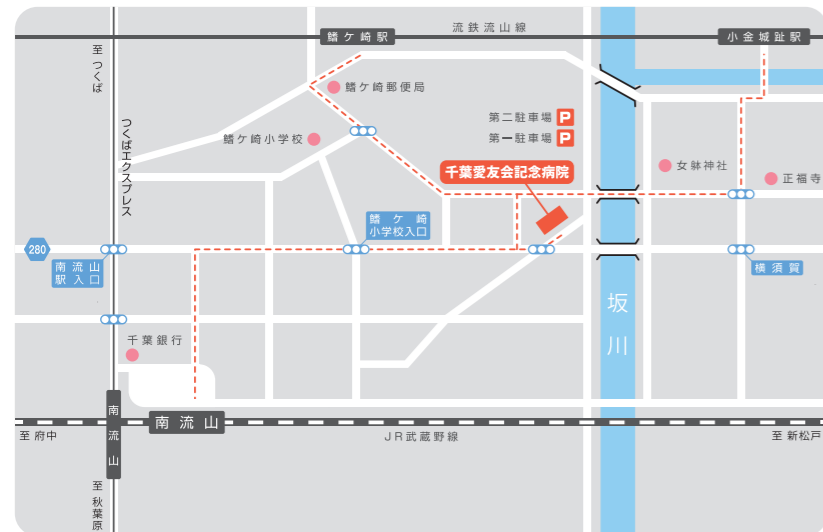 流鉄流山線
鰭ケ崎駅
小金城趾駅
至 つくば
つくばエクスプレス
鰭ケ崎郵便局
第二駐車場 P
第一駐車場 P
鰭ケ崎小学校
女躰神社
千葉愛友会記念病院
正福寺
鰭ケ崎
小学校入口
280
南流山
駅入口
横須賀
坂川
千葉銀行
南流山
南流山
至 府中
JR武蔵野線
至 新松戸
至 秋葉原